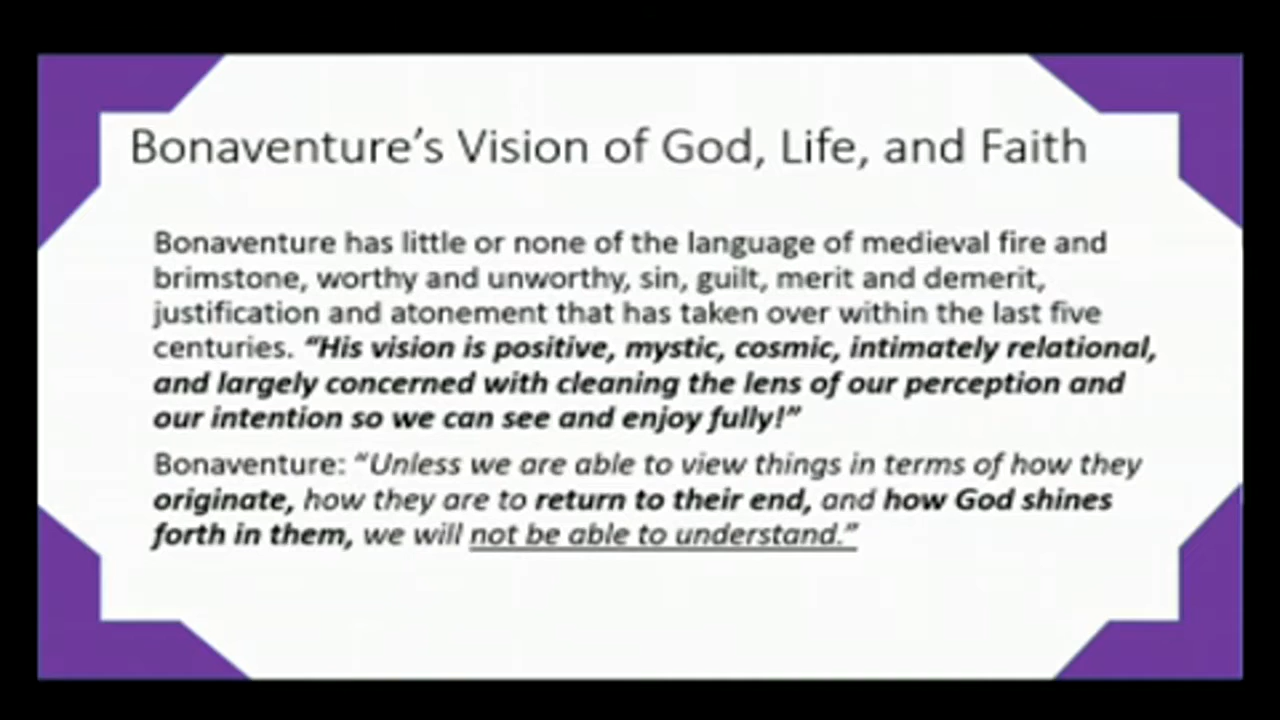 Bonaventure’s Vision of God, Life, and Faith
Bonaventure has little or none of the language of medieval fire and
brimstone, worthy and unworthy, sin, guilt, merit and demerit,
justification and atonement that has taken over within the last five
centuries. “His vision is positive, mystic, cosmic, intimately relational,
and largely concerned with cleaning the lens of our perception and
our intention so we can see and enjoy fully!”
Bonaventure: “Unless we are able to view things in terms of how they
originate, how they are to return to their end, and how God shines
forth in them, we will not be able to understand.”